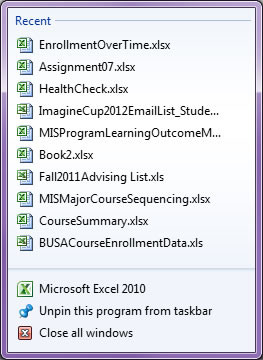 Recent
EnrollmentOverTime.xlsx
Assignment07.xlsx
HealthCheck.xlsx
ImagineCup2012EmailList_Stude...
MISProgramLearningOutcomeM...
Book2.xlsx
Fall2011Advising List.xls
MISMajorCourseSequencing.xlsx
CourseSummary.xlsx
BUSACourseEnrollmentData.xls
Microsoft Excel 2010
Unpin this program from taskbar
Close all windows